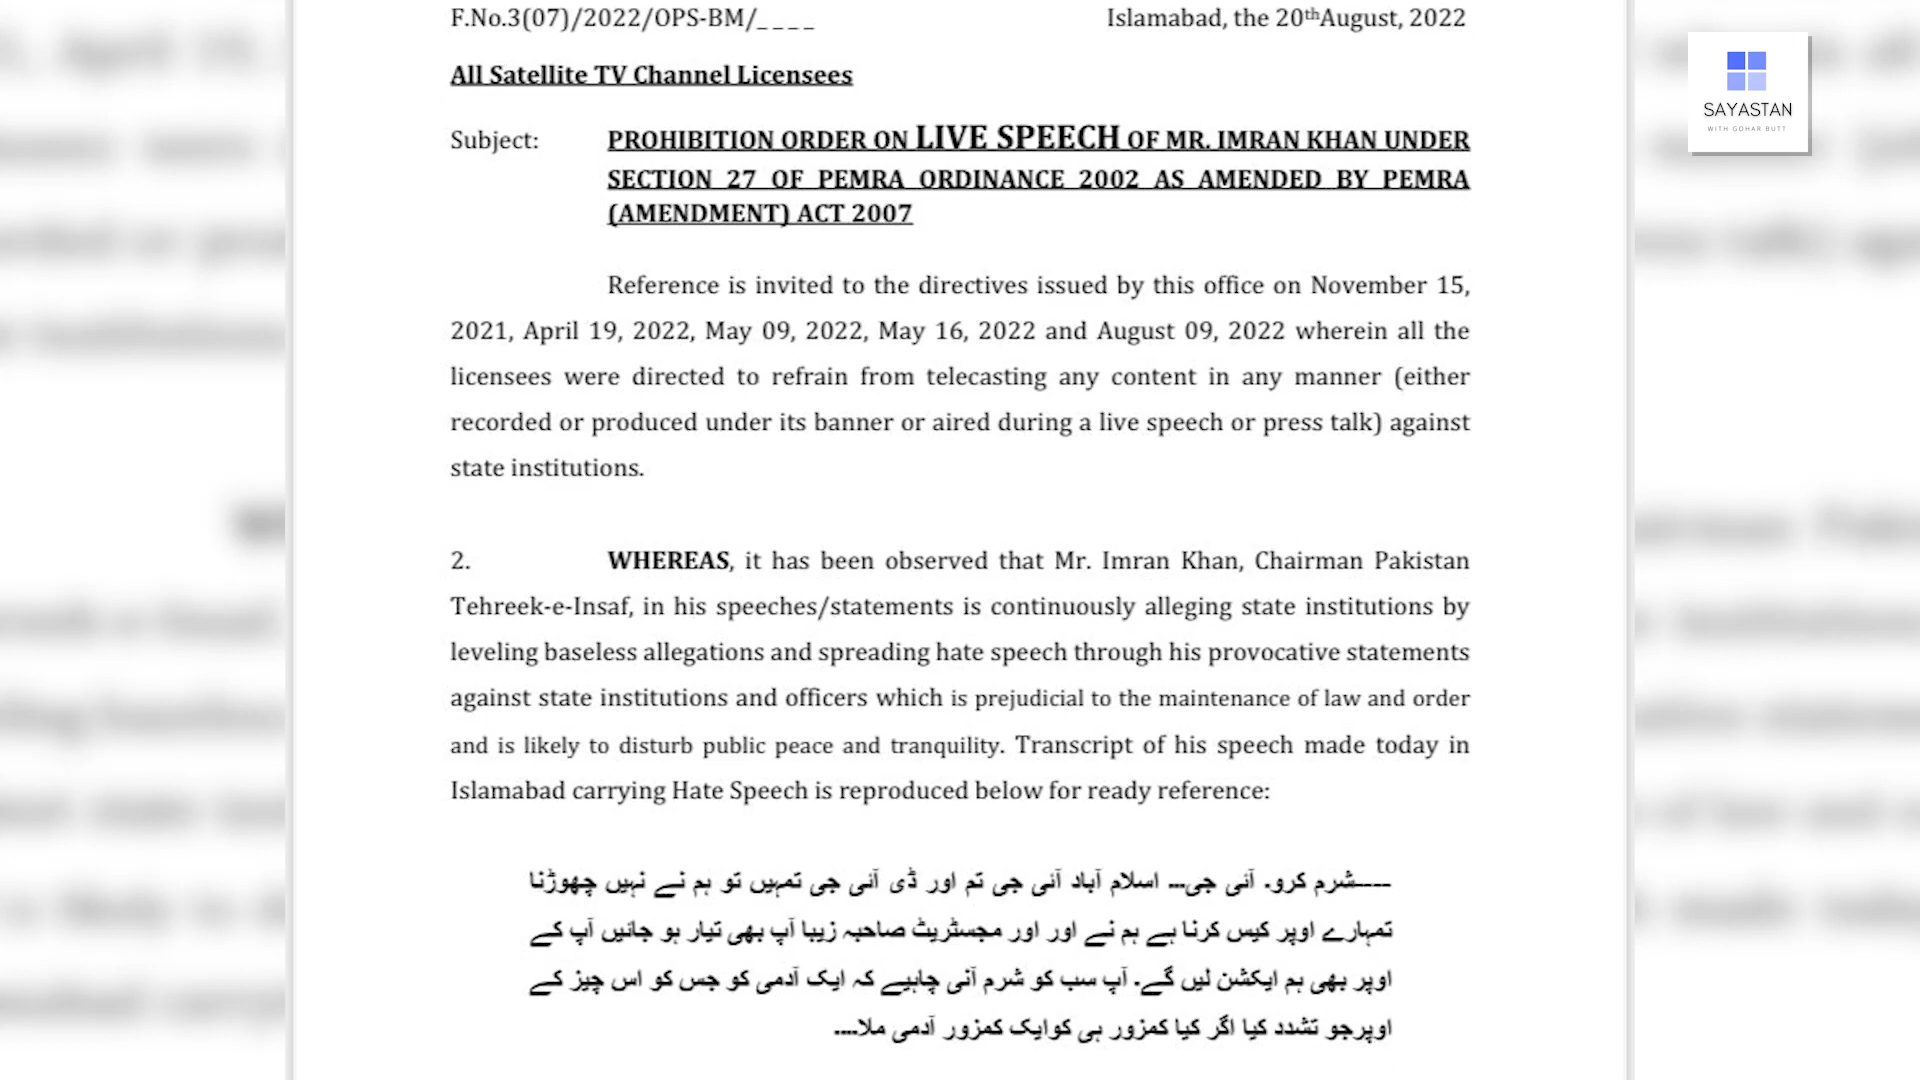 F.No.3(07)/2022/OPS-BM/____ Islamabad, the 20thAugust, 2022
SAYASTAN
WITH GOHAR BUTT
All Satellite TV Channel Licensees
Subject: PROHIBITION ORDER ON LIVE SPEECH OF MR. IMRAN KHAN UNDER
SECTION 27 OF PEMRA ORDINANCE 2002 AS AMENDED BY PEMRA
(AMENDMENT) ACT 2007
Reference is invited to the directives issued by this office on November 15,
2021, April 19, 2022, May 09, 2022, May 16, 2022 and August 09, 2022 wherein all the
licensees were directed to refrain from telecasting any content in any manner (either
recorded or produced under its banner or aired during a live speech or press talk) against
state institutions.
2. WHEREAS, it has been observed that Mr. Imran Khan, Chairman Pakistan
Tehreek-e-Insaf, in his speeches/statements is continuously alleging state institutions by
leveling baseless allegations and spreading hate speech through his provocative statements
against state institutions and officers which is prejudicial to the maintenance of law and order
and is likely to disturb public peace and tranquility. Transcript of his speech made today in
Islamabad carrying Hate Speech is reproduced below for ready reference:
----شرم کرو۔ آئی جی... اسلام آباد آئی جی تم اور ڈی آئی جی تمہیں تو ہم نے نہیں چھوڑنا
تمہارے اوپر کیس کرنا ہے ہم نے اور اور مجسٹریٹ صاحبہ زیبا آپ بھی تیار ہو جائیں آپ کے
اوپر بھی ہم ایکشن لیں گے۔ آپ سب کو شرم آنی چاہیے کہ ایک آدمی کو جس کو اس چیز کے
اوپرجو تشدد کیا اگر کیا کمزور ہی کوایک کمزور آدمی ملا....